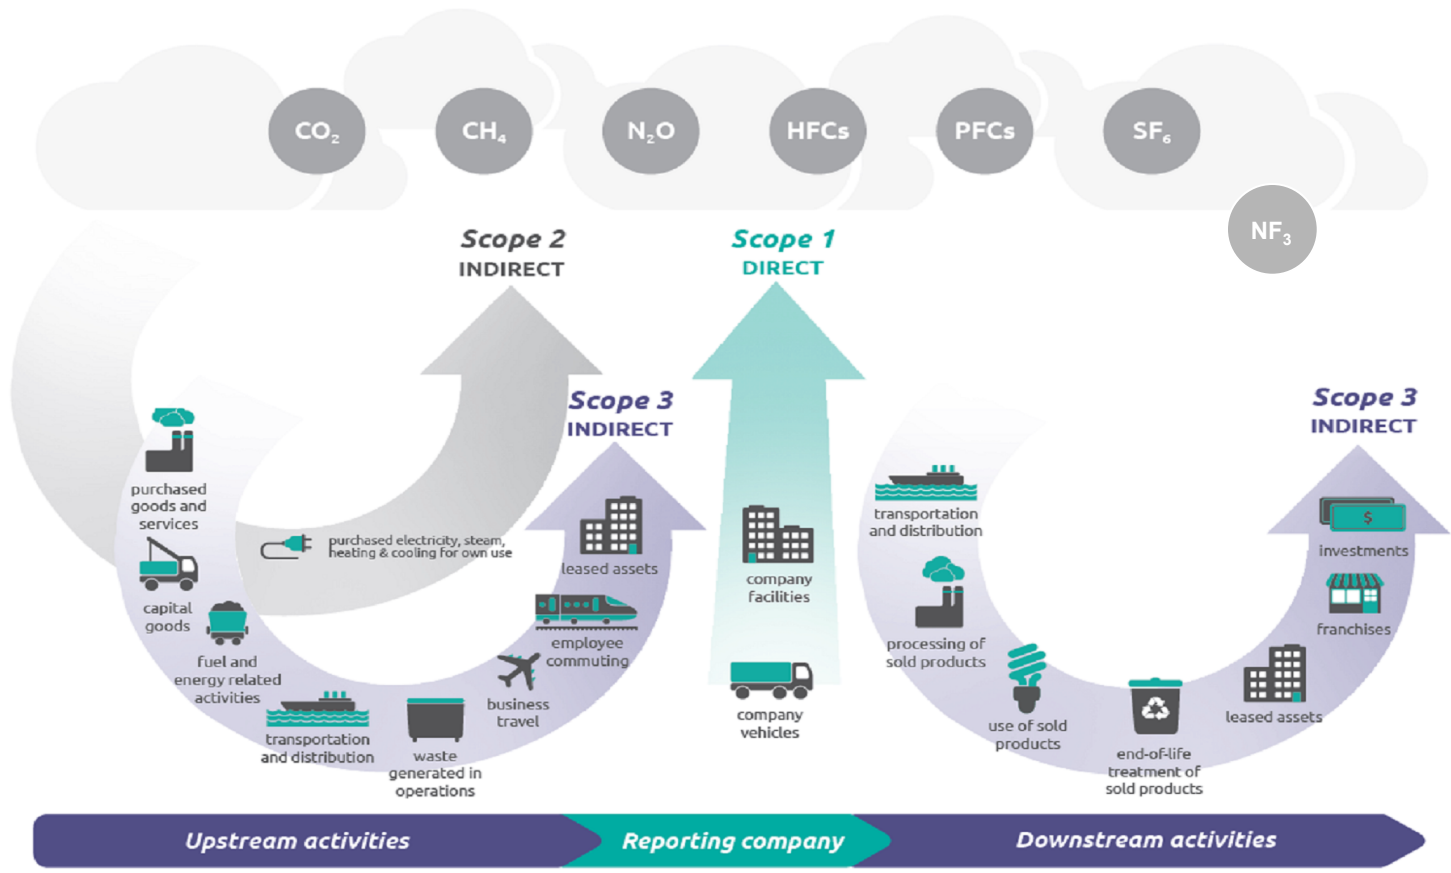 CO₂
CH₄
N₂O
HFCs
PFCs
SF₆
NF₃
Scope 2
INDIRECT
Scope 1
DIRECT
Scope 3
INDIRECT
Scope 3
INDIRECT
purchased
goods and
services
capital
goods
fuel and
energy related
activities
transportation
and distribution
waste
generated in
operations
business
travel
employee
commuting
leased assets
purchased electricity, steam,
heating & cooling for own use
company
facilities
company
vehicles
transportation
and distribution
processing of
sold products
use of sold
products
end-of-life
treatment of
sold products
leased assets
franchises
$
investments
Upstream activities
Reporting company
Downstream activities